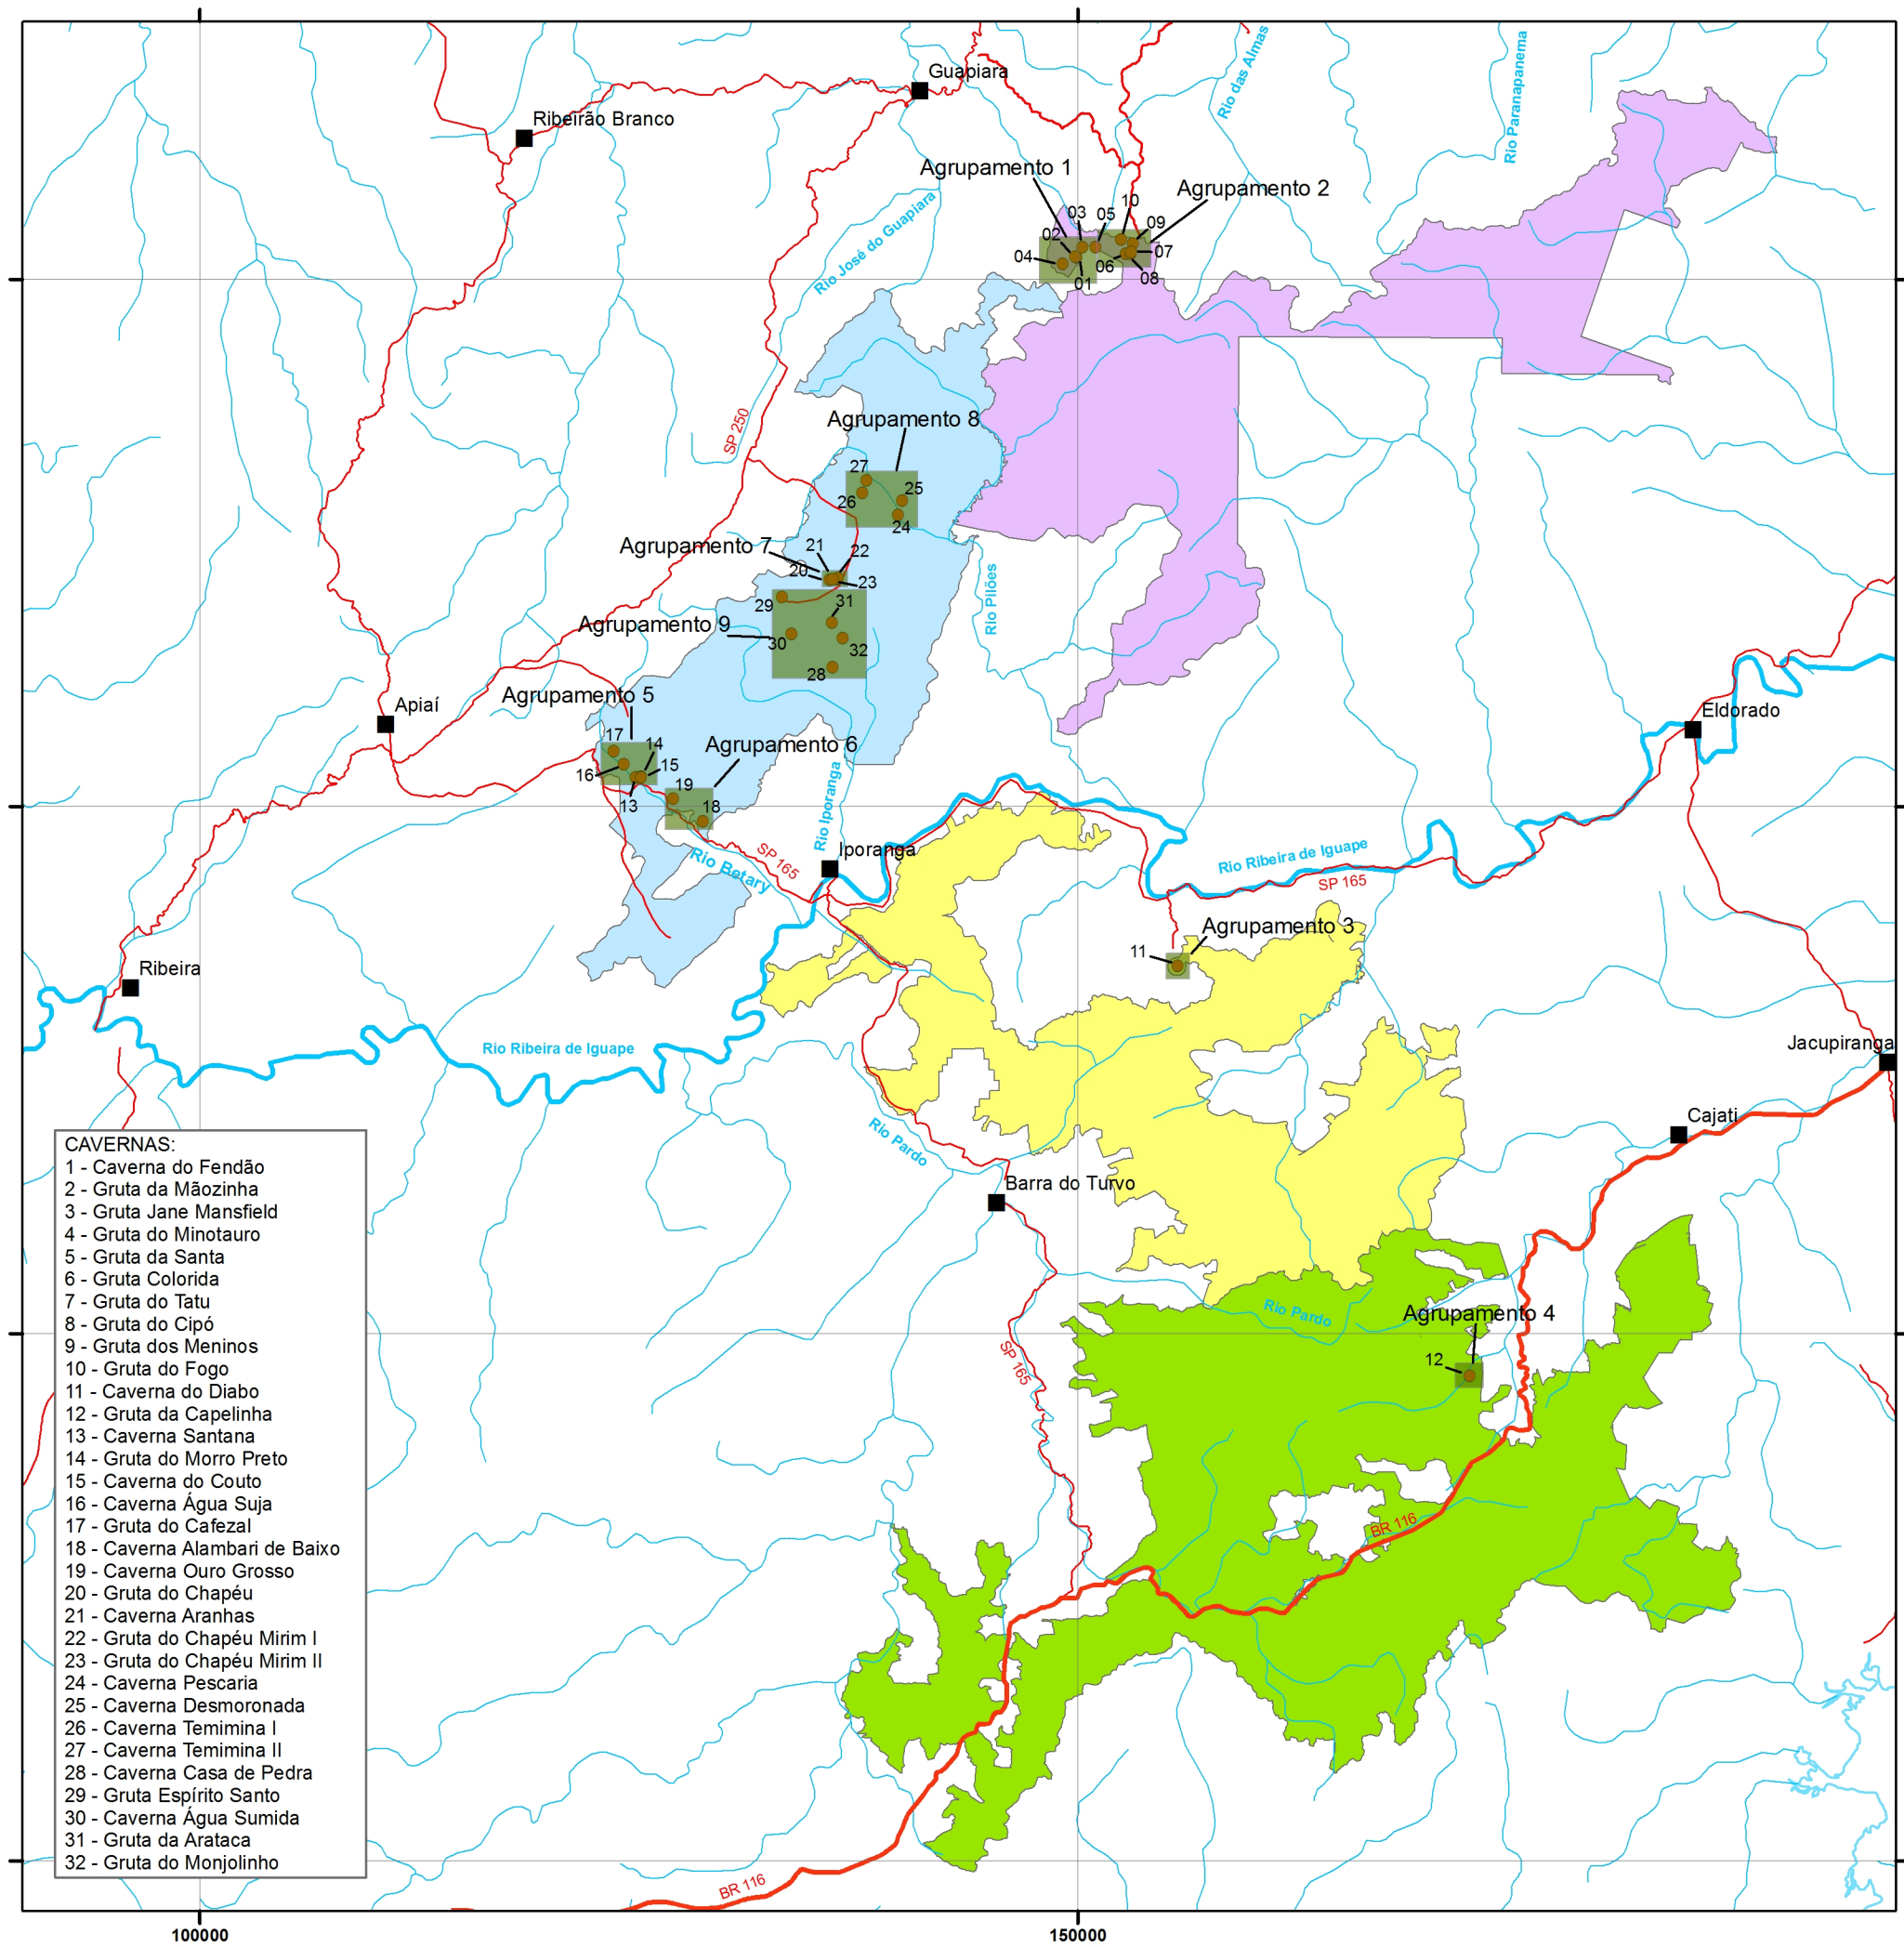 Guapiara
Rio das Almas
Rio Paranapanema
Ribeirão Branco
Agrupamento 1
Agrupamento 2
10
03
05
09
02
04
07
06
08
01
Rio José do Guapiara
SP 250
Agrupamento 8
27
25
26
24
Agrupamento 7
21
22
20
23
Rio Pilões
29
31
Agrupamento 9
30
32
28
Agrupamento 5
Apiaí
Eldorado
17
14
Agrupamento 6
16
15
13
19
18
Rio Iporanga
Iporanga
SP 165
Rio Betary
Rio Ribeira de Iguape
SP 165
Agrupamento 3
11
Ribeira
Rio Ribeira de Iguape
Jacupiranga
Cajati
Rio Pardo
Barra do Turvo
Rio Pardo
Agrupamento 4
12
SP 165
BR 116
BR 116
CAVERNAS:
1 - Caverna do Fendão
2 - Gruta da Mãozinha
3 - Gruta Jane Mansfield
4 - Gruta do Minotauro
5 - Gruta da Santa
6 - Gruta Colorida
7 - Gruta do Tatu
8 - Gruta do Cipó
9 - Gruta dos Meninos
10 - Gruta do Fogo
11 - Caverna do Diabo
12 - Gruta da Capelinha
13 - Caverna Santana
14 - Gruta do Morro Preto
15 - Caverna do Couto
16 - Caverna Água Suja
17 - Gruta do Cafezal
18 - Caverna Alambari de Baixo
19 - Caverna Ouro Grosso
20 - Gruta do Chapéu
21 - Caverna Aranhas
22 - Gruta do Chapéu Mirim I
23 - Gruta do Chapéu Mirim II
24 - Caverna Pescaria
25 - Caverna Desmoronada
26 - Caverna Temimina I
27 - Caverna Temimina II
28 - Caverna Casa de Pedra
29 - Gruta Espírito Santo
30 - Caverna Água Sumida
31 - Gruta da Arataca
32 - Gruta do Monjolinho
100000
150000